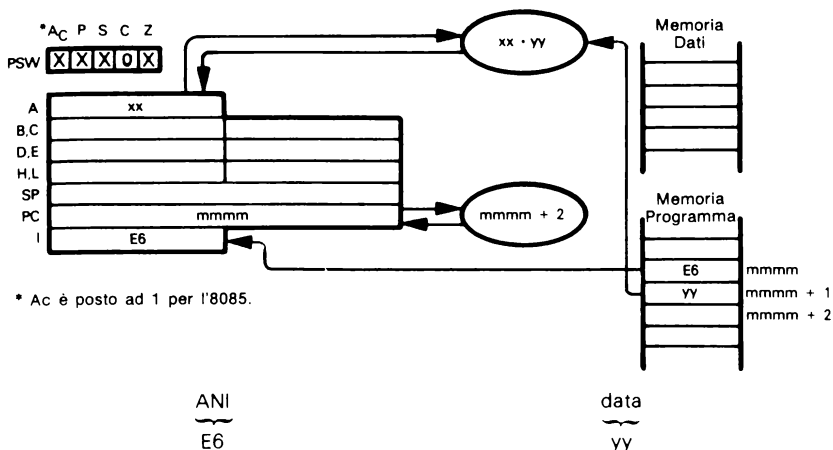 *AC P S C Z
PSW X X X 0 X
xx · yy
Memoria
Dati
A xx
B,C
D,E
H,L
SP
PC mmmm
mmmm + 2
I E6
Memoria
Programma
E6 mmmm
yy mmmm + 1
mmmm + 2
* Ac è posto ad 1 per l'8085.
ANI data
E6 yy